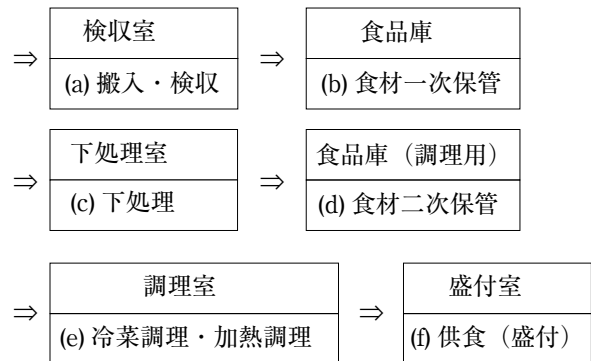 ⇒ 検収室 ⇒ 食品庫
(a) 搬入・検収 (b) 食材一次保管
⇒ 下処理室 ⇒ 食品庫（調理用）
(c) 下処理 (d) 食材二次保管
⇒ 調理室 ⇒ 盛付室
(e) 冷菜調理・加熱調理 (f) 供食（盛付）